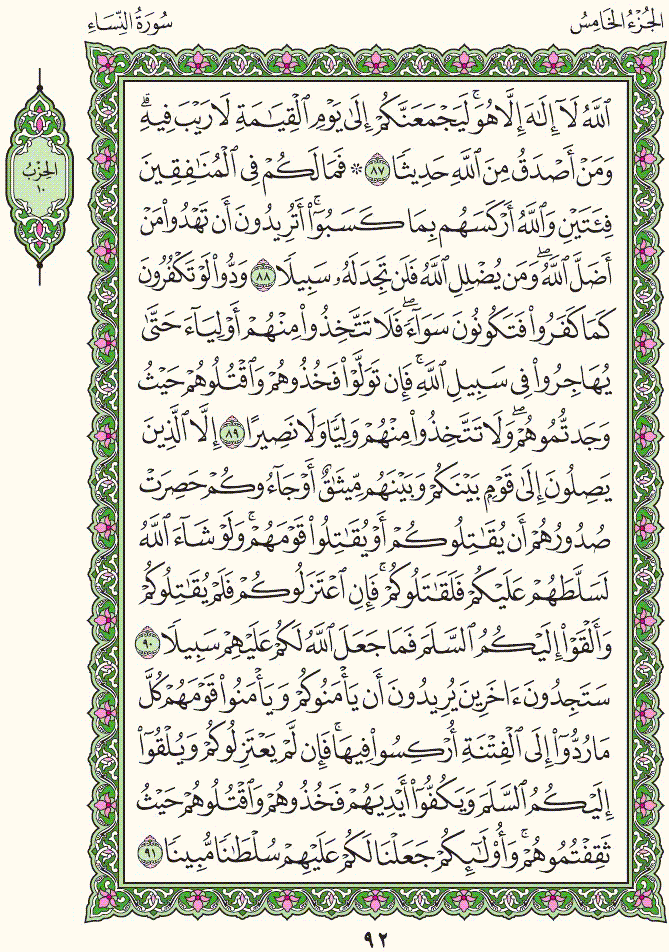 الجُزْءُ الخَامِسُ
سُورَةُ النِّسَاءِ
الحِزْبُ
١٠
ٱللَّهُ لَآ إِلَٰهَ إِلَّا هُوَۚ لَيَجۡمَعَنَّكُمۡ إِلَىٰ يَوۡمِ ٱلۡقِيَٰمَةِ لَا رَيۡبَ فِيهِۗ
وَمَنۡ أَصۡدَقُ مِنَ ٱللَّهِ حَدِيثٗا ٨٧ ۞ فَمَا لَكُمۡ فِي ٱلۡمُنَٰفِقِينَ
فِئَتَيۡنِ وَٱللَّهُ أَرۡكَسَهُم بِمَا كَسَبُوٓاْۚ أَتُرِيدُونَ أَن تَهۡدُواْ مَنۡ
أَضَلَّ ٱللَّهُۖ وَمَن يُضۡلِلِ ٱللَّهُ فَلَن تَجِدَ لَهُۥ سَبِيلٗا ٨٨ وَدُّواْ لَوۡ تَكۡفُرُونَ
كَمَا كَفَرُواْ فَتَكُونُونَ سَوَآءٗۖ فَلَا تَتَّخِذُواْ مِنۡهُمۡ أَوۡلِيَآءَ حَتَّىٰ
يُهَاجِرُواْ فِي سَبِيلِ ٱللَّهِۚ فَإِن تَوَلَّوۡاْ فَخُذُوهُمۡ وَٱقۡتُلُوهُمۡ حَيۡثُ
وَجَدتُّمُوهُمۡۖ وَلَا تَتَّخِذُواْ مِنۡهُمۡ وَلِيّٗا وَلَا نَصِيرًا ٨٩ إِلَّا ٱلَّذِينَ
يَصِلُونَ إِلَىٰ قَوۡمِۭ بَيۡنَكُمۡ وَبَيۡنَهُم مِّيثَٰقٌ أَوۡ جَآءُوكُمۡ حَصِرَتۡ
صُدُورُهُمۡ أَن يُقَٰتِلُوكُمۡ أَوۡ يُقَٰتِلُواْ قَوۡمَهُمۡۚ وَلَوۡ شَآءَ ٱللَّهُ
لَسَلَّطَهُمۡ عَلَيۡكُمۡ فَلَقَٰتَلُوكُمۡۚ فَإِنِ ٱعۡتَزَلُوكُمۡ فَلَمۡ يُقَٰتِلُوكُمۡ
وَأَلۡقَوۡاْ إِلَيۡكُمُ ٱلسَّلَمَ فَمَا جَعَلَ ٱللَّهُ لَكُمۡ عَلَيۡهِمۡ سَبِيلٗا ٩٠
سَتَجِدُونَ ءَاخَرِينَ يُرِيدُونَ أَن يَأۡمَنُوكُمۡ وَيَأۡمَنُواْ قَوۡمَهُمۡ كُلَّ
مَا رُدُّوٓاْ إِلَى ٱلۡفِتۡنَةِ أُرۡكِسُواْ فِيهَاۚ فَإِن لَّمۡ يَعۡتَزِلُوكُمۡ وَيُلۡقُوٓاْ
إِلَيۡكُمُ ٱلسَّلَمَ وَيَكُفُّوٓاْ أَيۡدِيَهُمۡ فَخُذُوهُمۡ وَٱقۡتُلُوهُمۡ حَيۡثُ
ثَقِفۡتُمُوهُمۡۚ وَأُوْلَٰٓئِكُمۡ جَعَلۡنَا لَكُمۡ عَلَيۡهِمۡ سُلۡطَٰنٗا مُّبِينٗا ٩١
٩٢